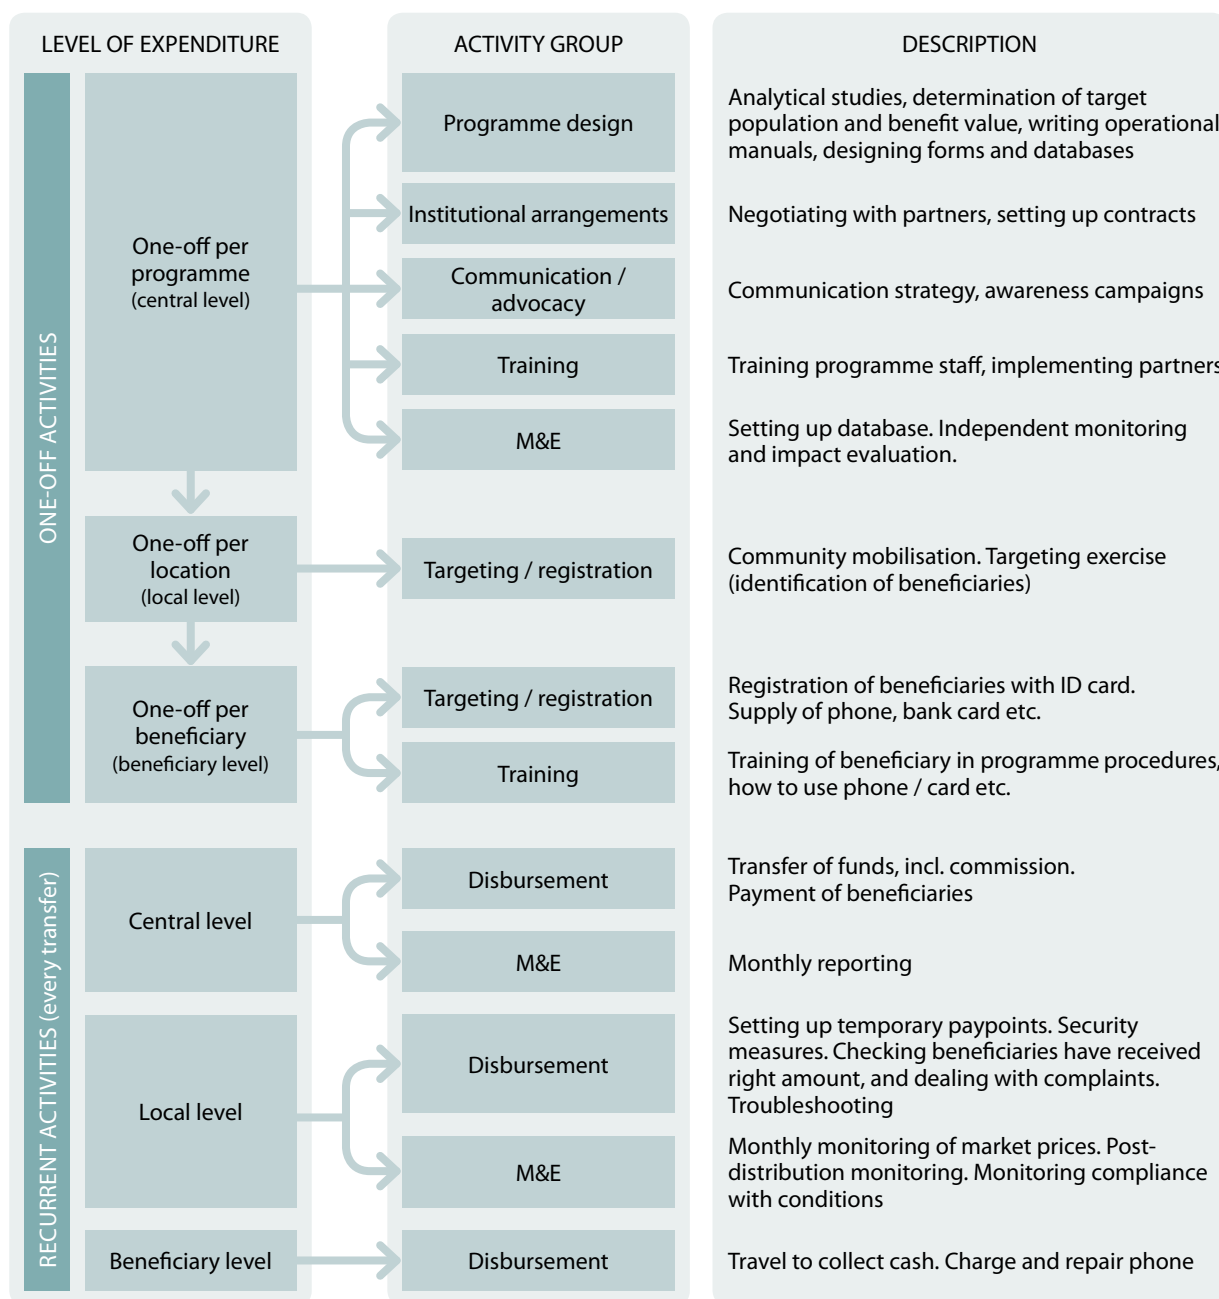 LEVEL OF EXPENDITURE
ACTIVITY GROUP
DESCRIPTION
ONE-OFF ACTIVITIES
One-off per
programme
(central level)
Programme design
Analytical studies, determination of target
population and benefit value, writing operational
manuals, designing forms and databases
Institutional arrangements
Negotiating with partners, setting up contracts
Communication /
advocacy
Communication strategy, awareness campaigns
Training
Training programme staff, implementing partners
M&E
Setting up database. Independent monitoring
and impact evaluation.
One-off per
location
(local level)
Targeting / registration
Community mobilisation. Targeting exercise
(identification of beneficiaries)
One-off per
beneficiary
(beneficiary level)
Targeting / registration
Registration of beneficiaries with ID card.
Supply of phone, bank card etc.
Training
Training of beneficiary in programme procedures,
how to use phone / card etc.
RECURRENT ACTIVITIES (every transfer)
Central level
Disbursement
Transfer of funds, incl. commission.
Payment of beneficiaries
M&E
Monthly reporting
Local level
Disbursement
Setting up temporary paypoints. Security
measures. Checking beneficiaries have received
right amount, and dealing with complaints.
Troubleshooting
M&E
Monthly monitoring of market prices. Post-
distribution monitoring. Monitoring compliance
with conditions
Beneficiary level
Disbursement
Travel to collect cash. Charge and repair phone